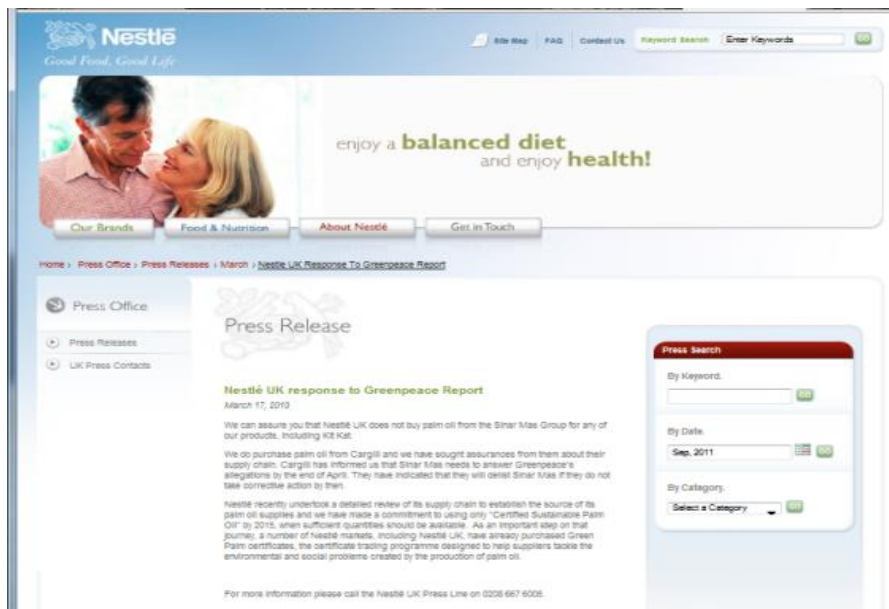 Nestlé
Good Food, Good Life
Site Map FAQ Contact Us Keyword Search Enter Keywords GO
enjoy a balanced diet
and enjoy health!
Our Brands Food & Nutrition About Nestlé Get in Touch
Home › Press Office › Press Releases › March › Nestlé UK Response To Greenpeace Report
Press Office
Press Releases
UK Press Contacts
Press Release
Nestlé UK response to Greenpeace Report
March 17, 2010
We can assure you that Nestlé UK does not buy palm oil from the Sinar Mas Group for any of
our products, including Kit Kat.
We do purchase palm oil from Cargill and we have sought assurances from them about their
supply chain. Cargill has informed us that Sinar Mas needs to answer Greenpeace's
allegations by the end of April. They have indicated that they will delist Sinar Mas if they do not
take corrective action by then.
Nestlé recently undertook a detailed review of its supply chain to establish the source of its
palm oil supplies and we have made a commitment to using only "Certified Sustainable Palm
Oil" by 2015, when sufficient quantities should be available. As an important step on that
journey, a number of Nestlé markets, including Nestlé UK, have already purchased Green
Palm certificates, the certificate trading programme designed to help suppliers tackle the
environmental and social problems created by the production of palm oil.
For more information please call the Nestlé UK Press Line on 0208 667 6005.
Press Search
By Keyword.
GO
By Date.
Sep, 2011 GO
By Category.
Select a Category GO